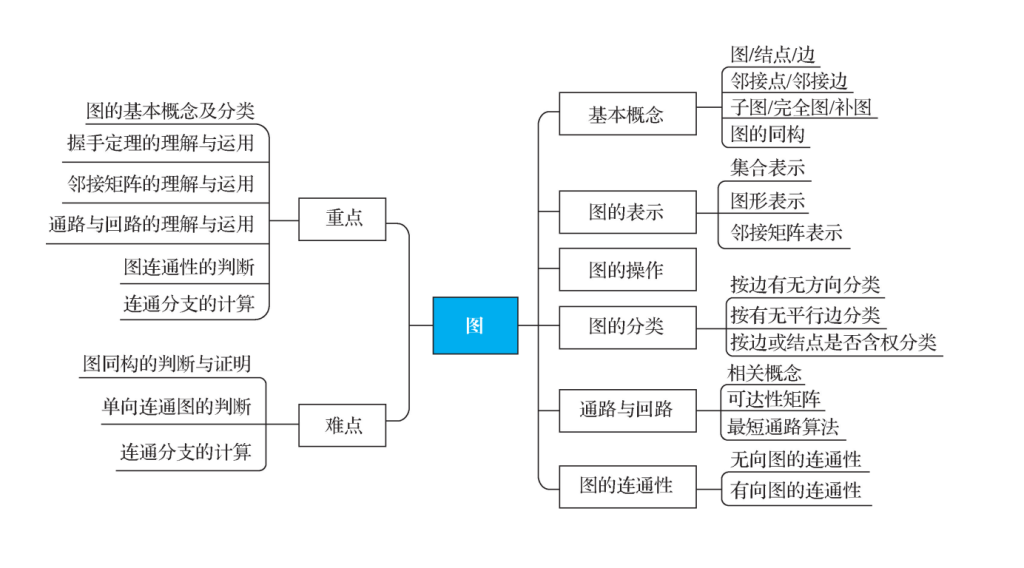 图的基本概念及分类
握手定理的理解与运用
邻接矩阵的理解与运用
通路与回路的理解与运用
图连通性的判断
连通分支的计算
重点
图同构的判断与证明
单向连通图的判断
连通分支的计算
难点
图
基本概念
图/结点/边
邻接点/邻接边
子图/完全图/补图
图的同构
图的表示
集合表示
图形表示
邻接矩阵表示
图的操作
图的分类
按边有无方向分类
按有无平行边分类
按边或结点是否含权分类
通路与回路
相关概念
可达性矩阵
最短通路算法
图的连通性
无向图的连通性
有向图的连通性